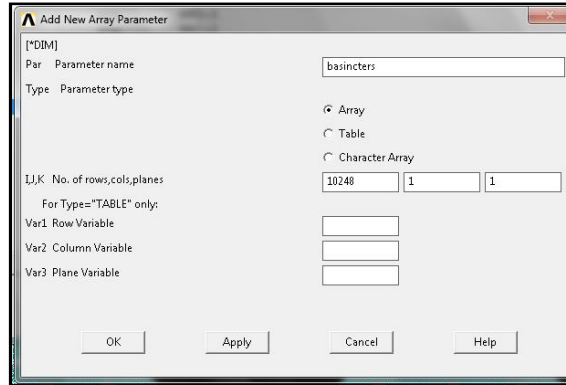 Add New Array Parameter
[*DIM]
Par Parameter name basincters
Type Parameter type
Array
Table
Character Array
I,J,K No. of rows,cols,planes 10248 1 1
For Type="TABLE" only:
Var1 Row Variable
Var2 Column Variable
Var3 Plane Variable
OK Apply Cancel Help